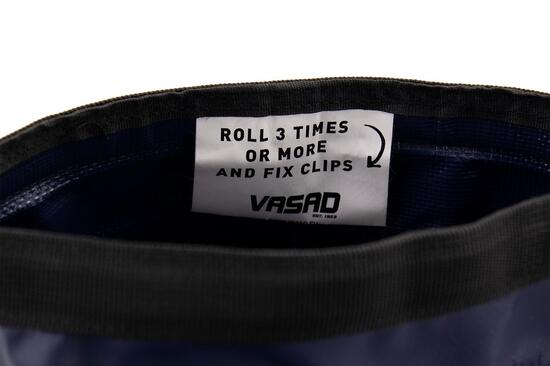 ROLL 3 TIMES
OR MORE
AND FIX CLIPS
VASAD